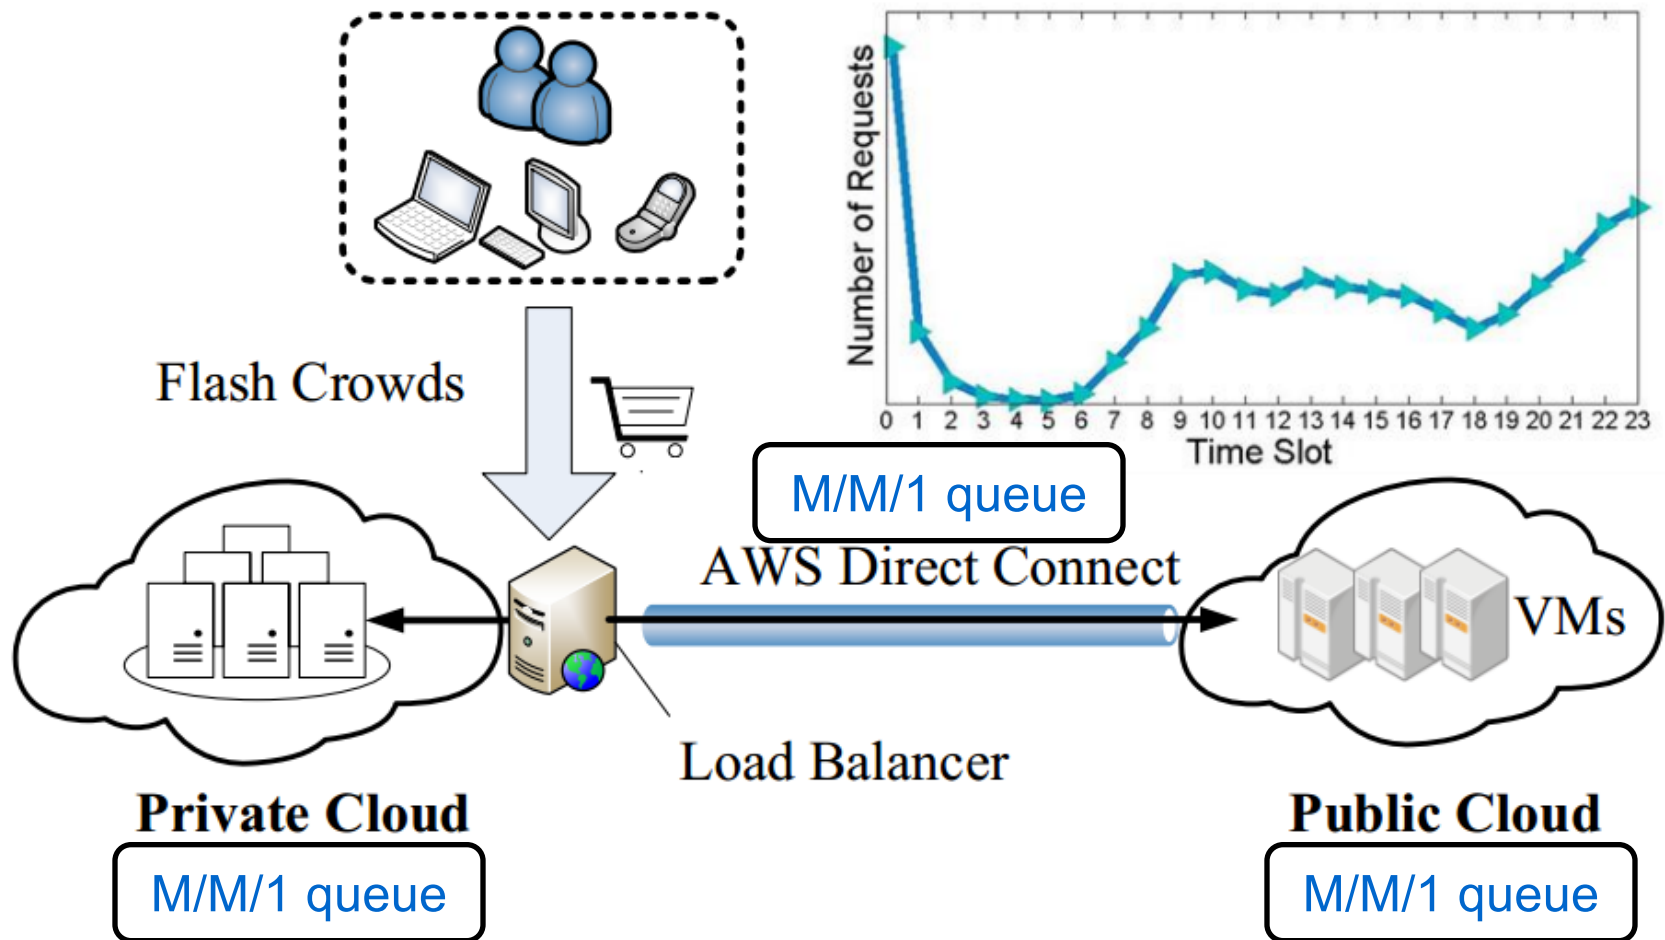 Number of Requests
0 1 2 3 4 5 6 7 8 9 10 11 12 13 14 15 16 17 18 19 20 21 22 23
Time Slot
Flash Crowds
M/M/1 queue
AWS Direct Connect
VMs
Load Balancer
Private Cloud
Public Cloud
M/M/1 queue
M/M/1 queue